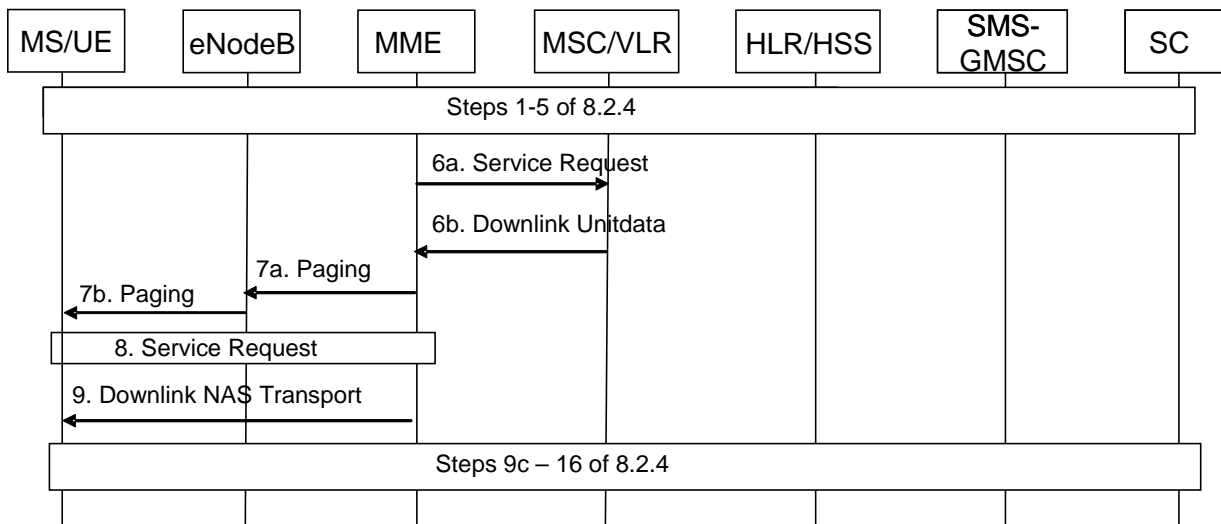 MS/UE
eNodeB
MME
MSC/VLR
HLR/HSS
SMS-
GMSC
SC
Steps 1-5 of 8.2.4
6a. Service Request
6b. Downlink Unitdata
7a. Paging
7b. Paging
8. Service Request
9. Downlink NAS Transport
Steps 9c – 16 of 8.2.4